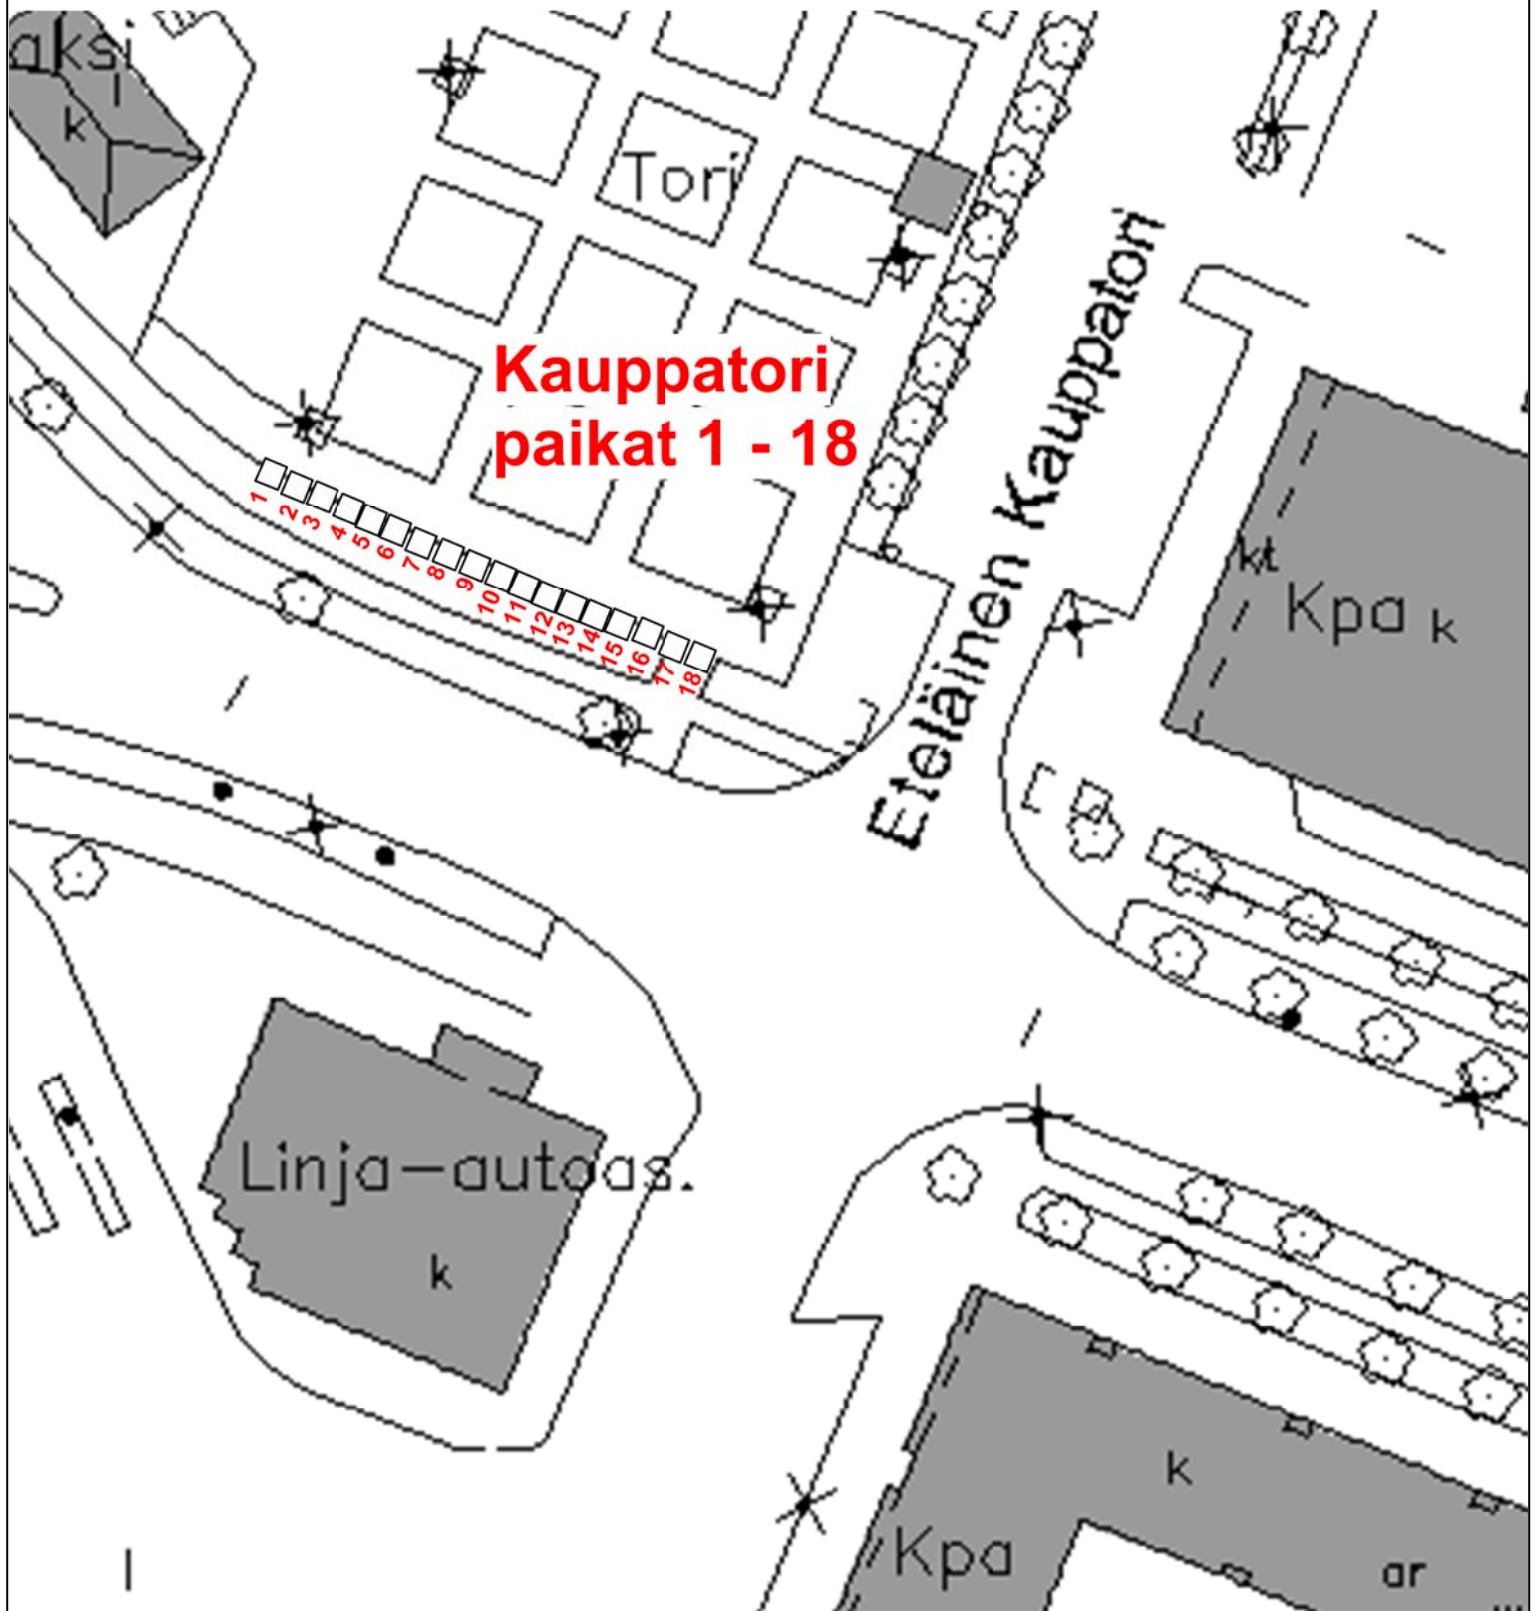 aksi
k
Tori
Kauppatori
paikat 1 - 18
1
2
3
4
5
6
7
8
9
10
11
12
13
14
15
16
17
18
Eteläinen Kauppatori
kt
Kpa k
Linja-autoas.
k
k
Kpa
ar